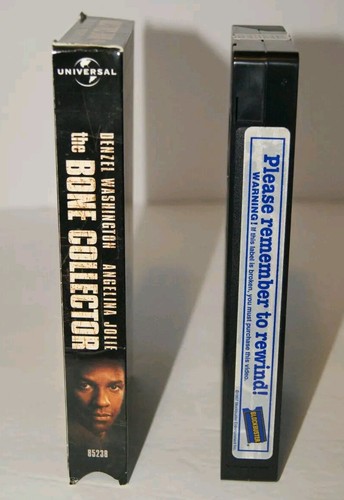 UNIVERSAL
DENZEL WASHINGTON ANGELINA JOLIE
the BONE COLLECTOR
85238
Please remember to rewind!
WARNING! If this label is broken, you must purchase this video.
BLOCKBUSTER